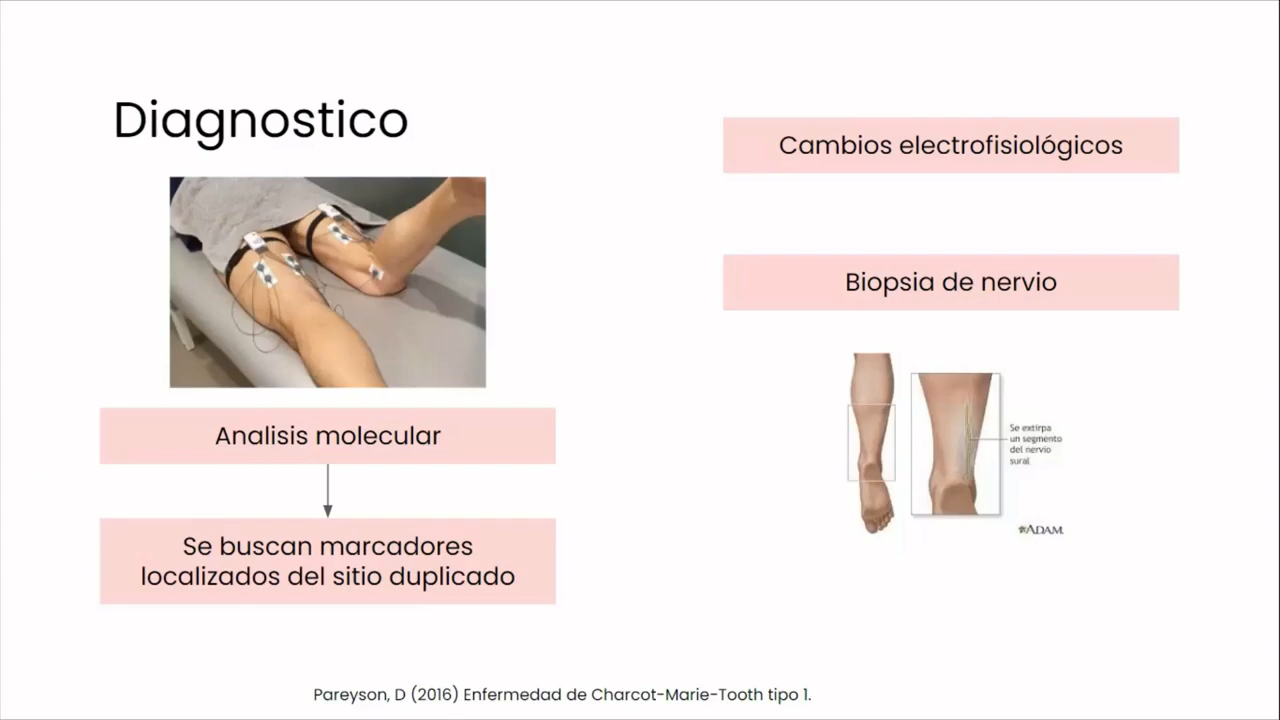 Diagnostico
Analisis molecular
Se buscan marcadores
localizados del sitio duplicado
Cambios electrofisiológicos
Biopsia de nervio
Se extirpa
un segmento
del nervio
sural
ADAM
Pareyson, D (2016) Enfermedad de Charcot-Marie-Tooth tipo 1.